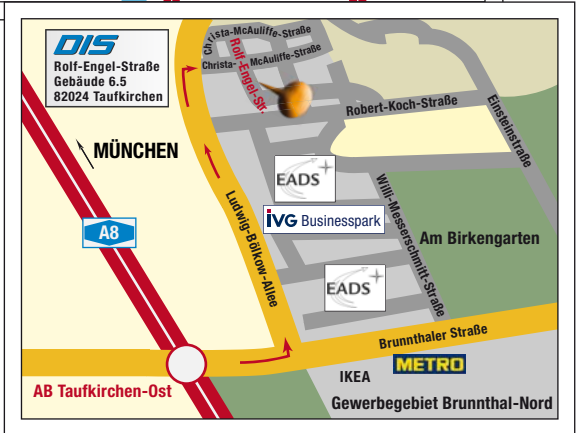 DIS
Rolf-Engel-Straße
Gebäude 6.5
82024 Taufkirchen
Christa-McAuliffe-Straße
Christa-McAuliffe-Straße
Rolf-Engel-Str.
Robert-Koch-Straße
Einsteinstraße
MÜNCHEN
EADS
Willi-Messerschmitt-Straße
IVG Businesspark
Ludwig-Bölkow-Allee
A8
Am Birkengarten
EADS
Brunnthaler Straße
METRO
IKEA
AB Taufkirchen-Ost
Gewerbegebiet Brunnthal-Nord